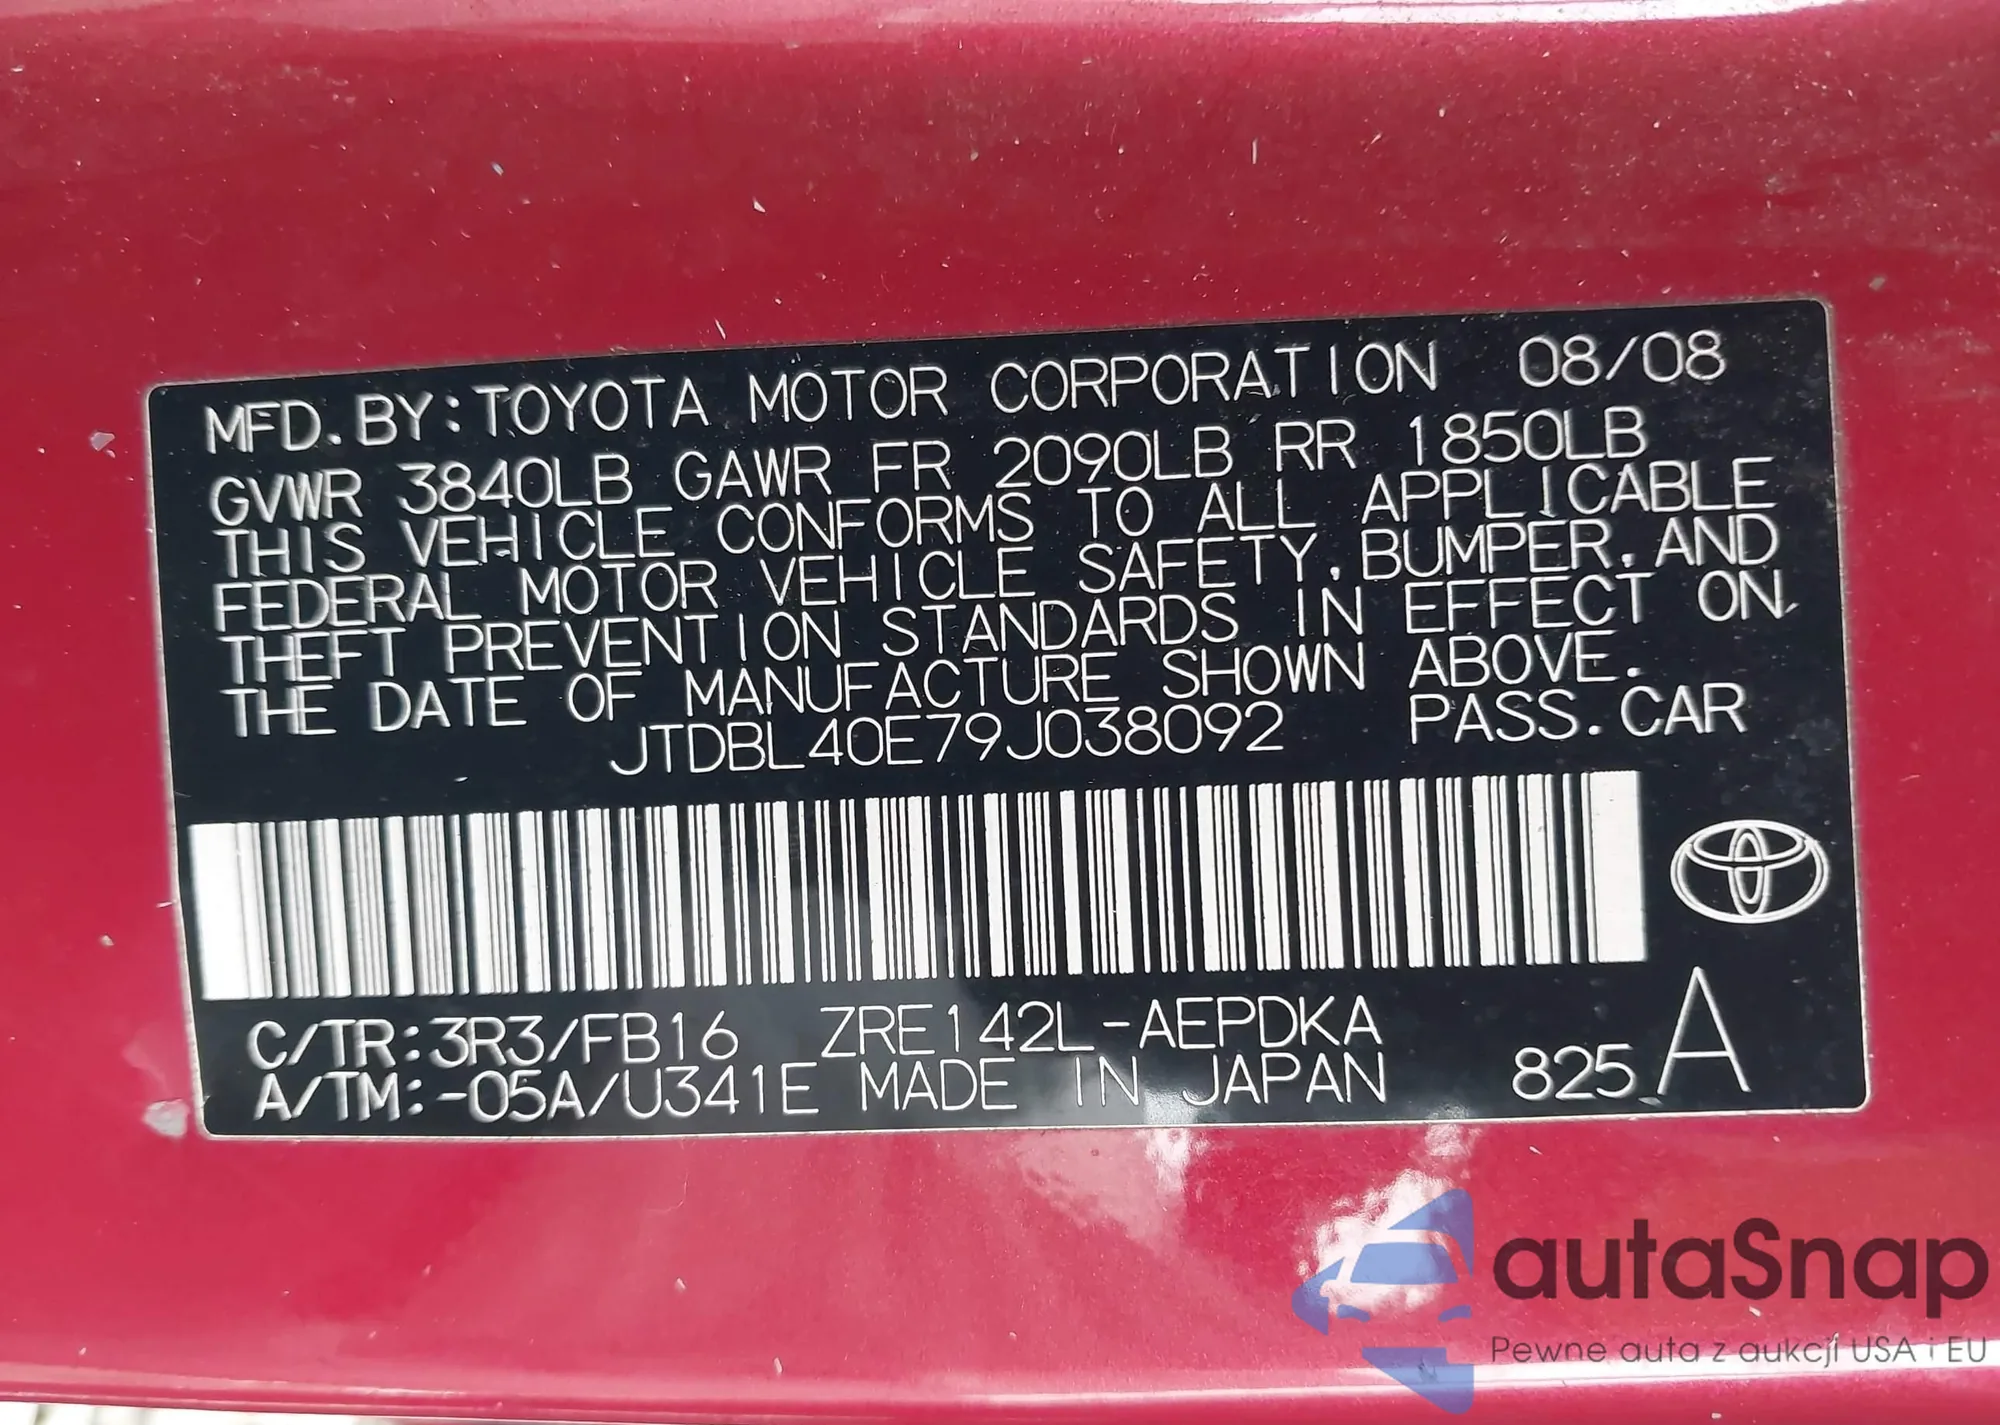 MFD.BY:TOYOTA MOTOR CORPORATION 08/08
GVWR 3840LB GAWR FR 2090LB RR 1850LB
THIS VEHICLE CONFORMS TO ALL APPLICABLE
FEDERAL MOTOR VEHICLE SAFETY,BUMPER,AND
THEFT PREVENTION STANDARDS IN EFFECT ON
THE DATE OF MANUFACTURE SHOWN ABOVE.
JTDBL40E79J038092 PASS.CAR
C/TR:3R3/FB16 ZRE142L-AEPDKA
A/TM:-05A/U341E MADE IN JAPAN 825 A
autaSnap
Pewne auta z aukcji USA i EU